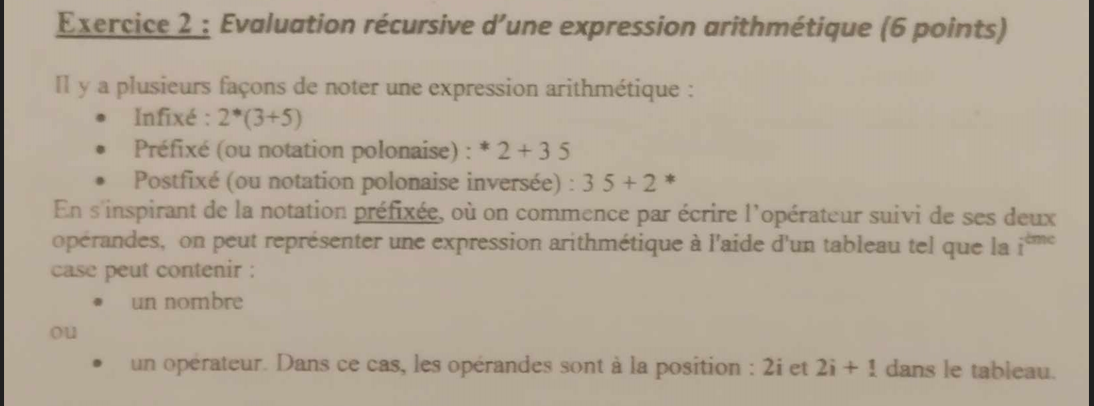 Exercice 2 : Evaluation récursive d'une expression arithmétique (6 points)
Il y a plusieurs façons de noter une expression arithmétique :
• Infixé : 2*(3+5)
• Préfixé (ou notation polonaise) : * 2 + 3 5
• Postfixé (ou notation polonaise inversée) : 3 5 + 2 *
En s'inspirant de la notation préfixée, où on commence par écrire l'opérateur suivi de ses deux
opérandes, on peut représenter une expression arithmétique à l'aide d'un tableau tel que la i ème
case peut contenir :
• un nombre
ou
• un opérateur. Dans ce cas, les opérandes sont à la position : 2i et 2i + 1 dans le tableau.